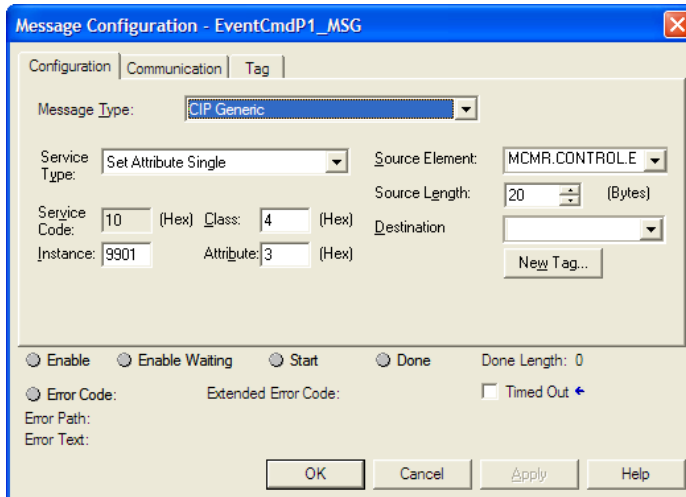 Message Configuration - EventCmdP1_MSG
Configuration Communication Tag
Message Type: CIP Generic
Service Type: Set Attribute Single
Source Element: MCMR.CONTROL.E
Source Length: 20 (Bytes)
Service Code: 10 (Hex) Class: 4 (Hex)
Destination
Instance: 9901 Attribute: 3 (Hex)
New Tag...
Enable Enable Waiting Start Done Done Length: 0
Error Code: Extended Error Code: Timed Out
Error Path:
Error Text:
OK Cancel Apply Help